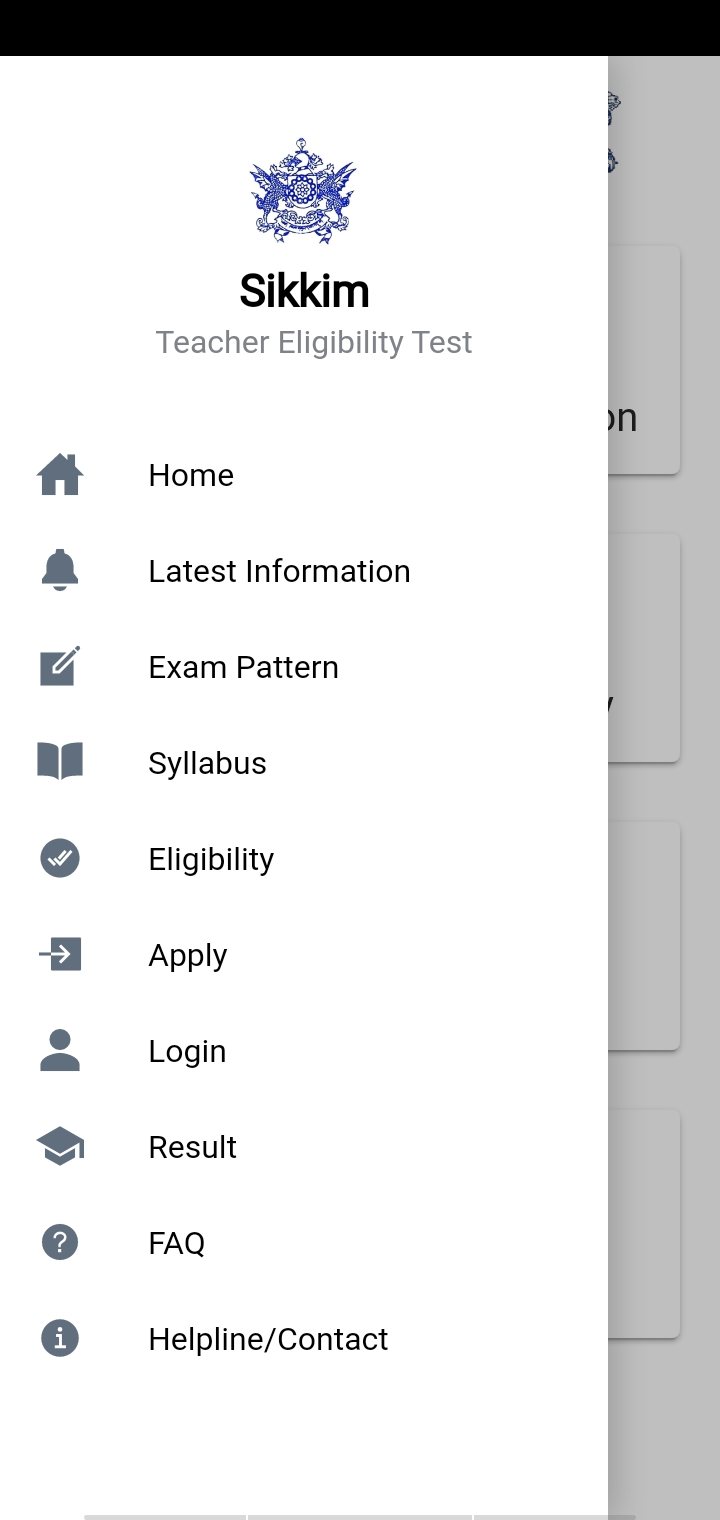 Sikkim
Teacher Eligibility Test
Home
Latest Information
Exam Pattern
Syllabus
Eligibility
Apply
Login
Result
FAQ
Helpline/Contact